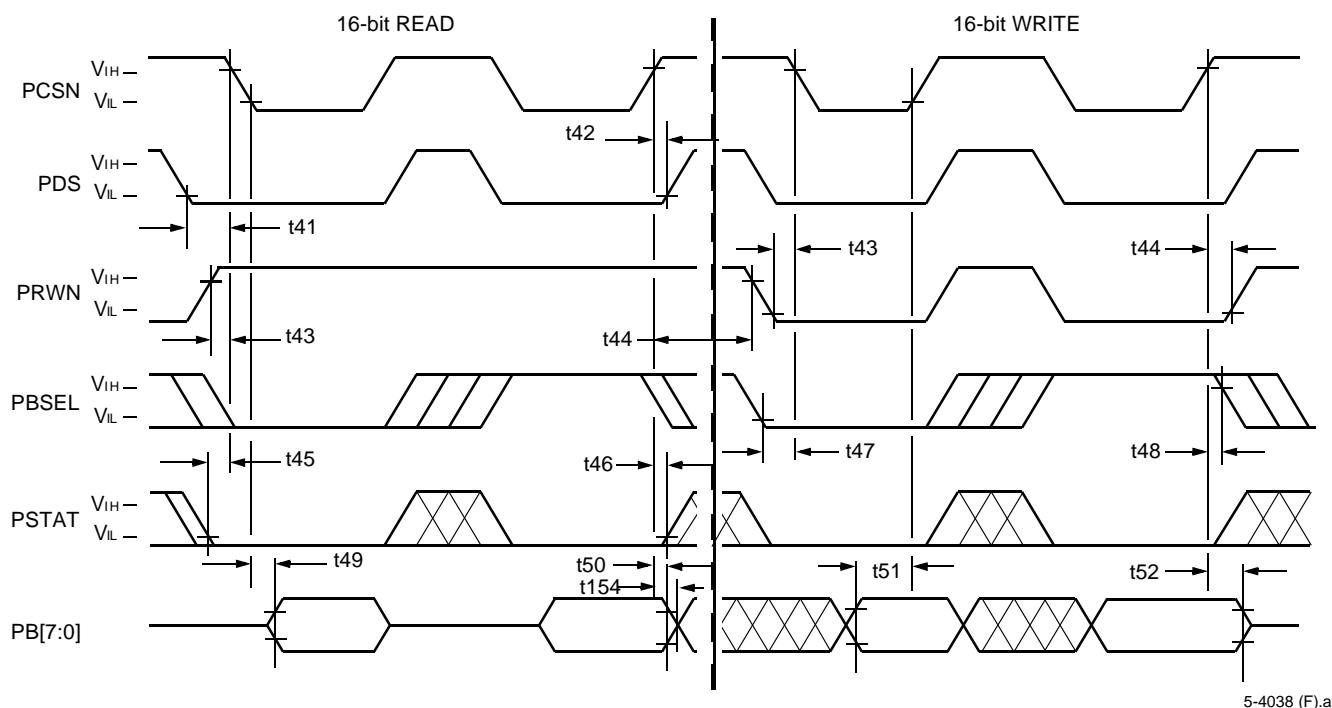 16-bit READ
16-bit WRITE
PCSN
VIH
VIL
t42
PDS
VIH
VIL
t41
t43
t44
PRWN
VIH
VIL
t43
t44
PBSEL
VIH
VIL
t45
t46
t47
t48
PSTAT
VIH
VIL
t49
t50
t51
t52
t154
PB[7:0]
5-4038 (F).a